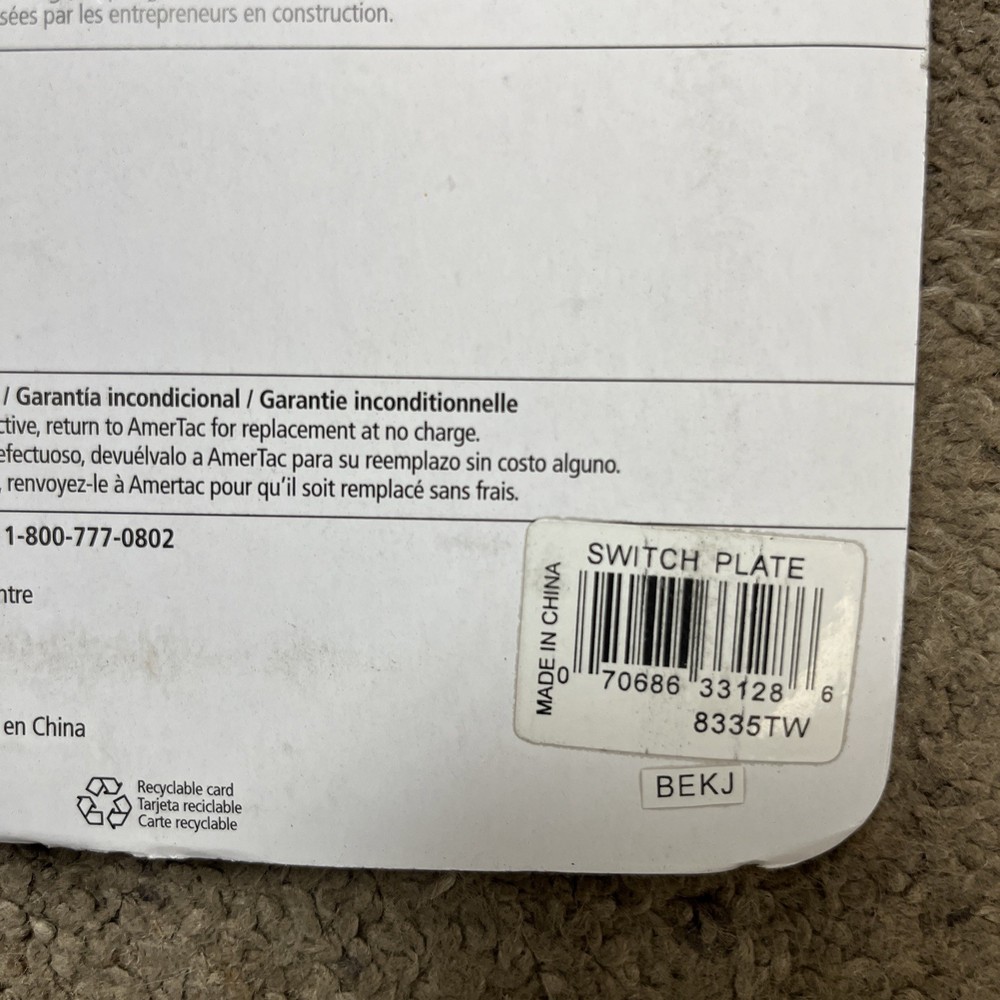 sées par les entrepreneurs en construction.
/ Garantía incondicional / Garantie inconditionnelle
ctive, return to AmerTac for replacement at no charge.
efectuoso, devuélvalo a AmerTac para su reemplazo sin costo alguno.
, renvoyez-le à Amertac pour qu'il soit remplacé sans frais.
1-800-777-0802
ntre
en China
Recyclable card
Tarjeta reciclable
Carte recyclable
SWITCH PLATE
MADE IN CHINA
0 70686 33128 6
8335TW
BEKJ